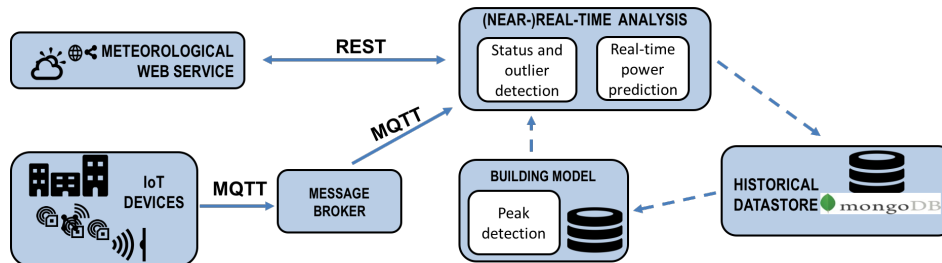 (NEAR-)REAL-TIME ANALYSIS
REST
METEOROLOGICAL
WEB SERVICE
Status and
outlier
detection
Real-time
power
prediction
MQTT
IoT
DEVICES
MQTT
MESSAGE
BROKER
BUILDING MODEL
Peak
detection
HISTORICAL
DATASTORE
mongoDB